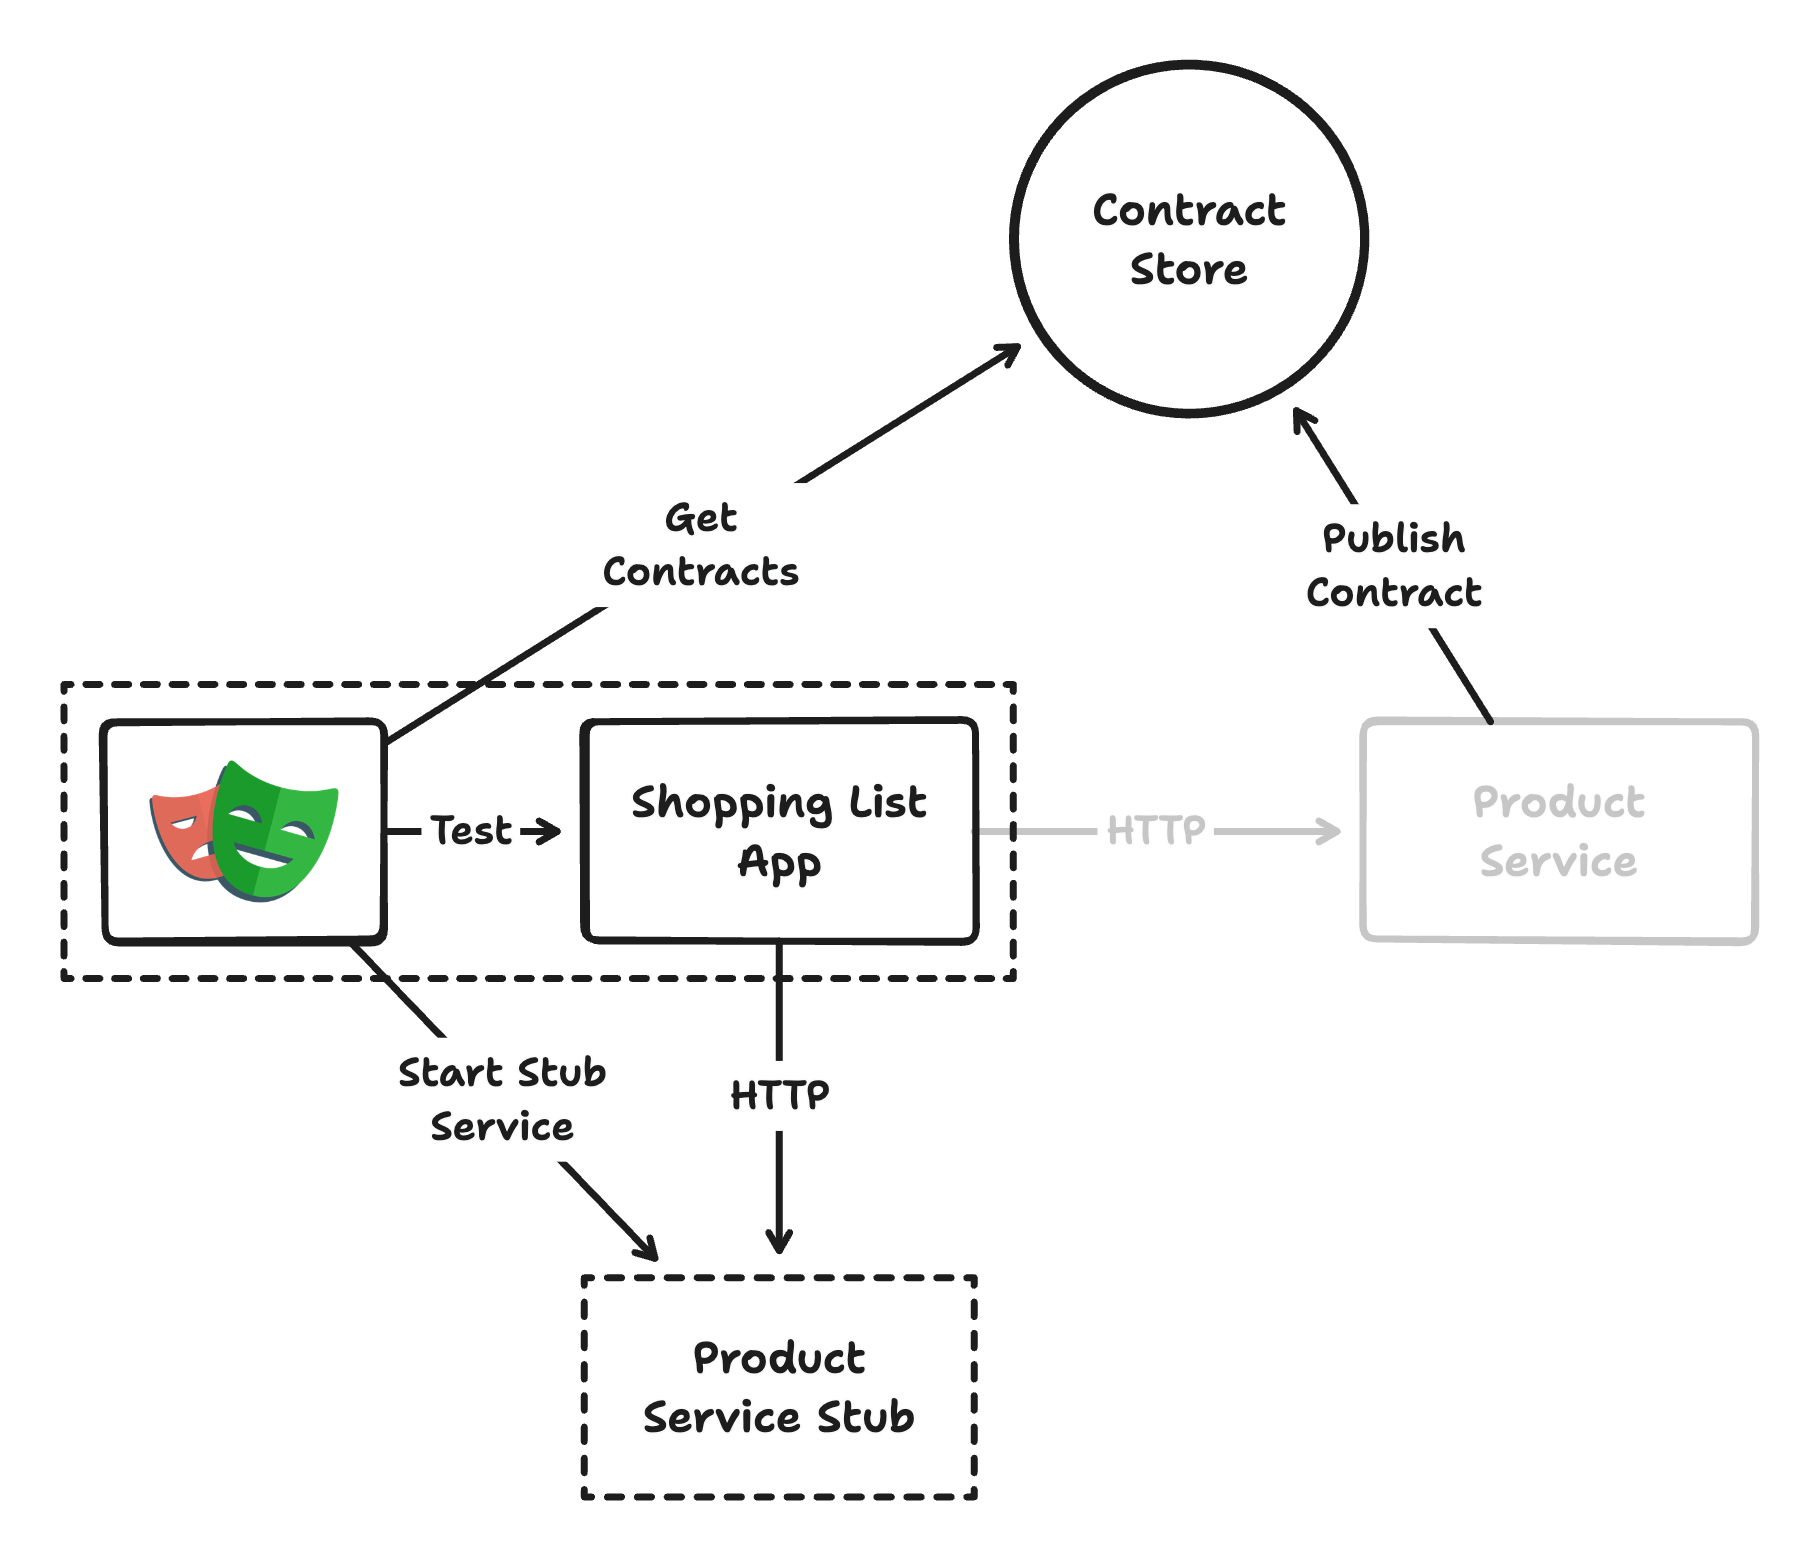 Contract
Store
Get
Contracts
Publish
Contract
Test
Shopping List
App
HTTP
Product
Service
Start Stub
Service
HTTP
Product
Service Stub